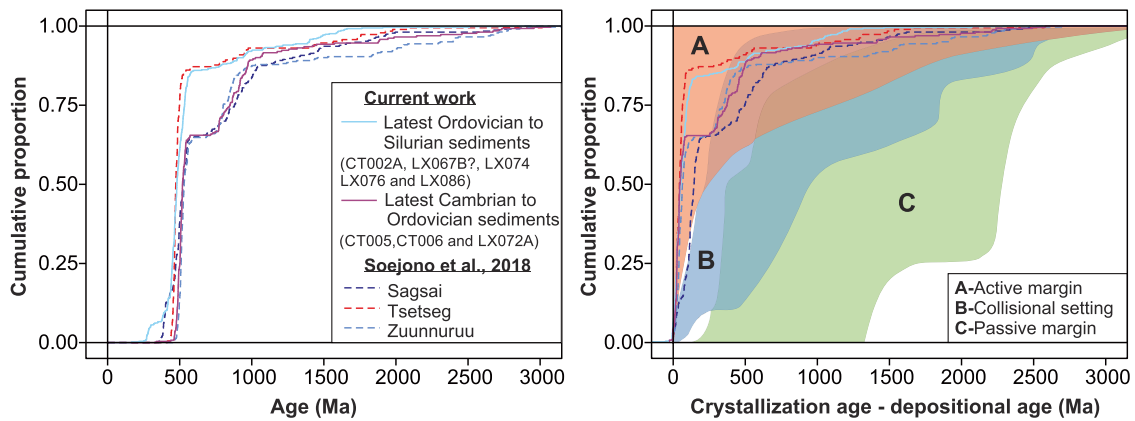 Cumulative proportion
1.00
0.75
0.50
0.25
0.00
0
500
1000
1500
2000
2500
3000
Age (Ma)
Current work
Latest Ordovician to
Silurian sediments
(CT002A, LX067B?, LX074
LX076 and LX086)
Latest Cambrian to
Ordovician sediments
(CT005,CT006 and LX072A)
Soejono et al., 2018
Sagsai
Tsetseg
Zuunnuruu
Cumulative proportion
1.00
0.75
0.50
0.25
0.00
0
500
1000
1500
2000
2500
3000
Crystallization age - depositional age (Ma)
A
B
C
A-Active margin
B-Collisional setting
C-Passive margin